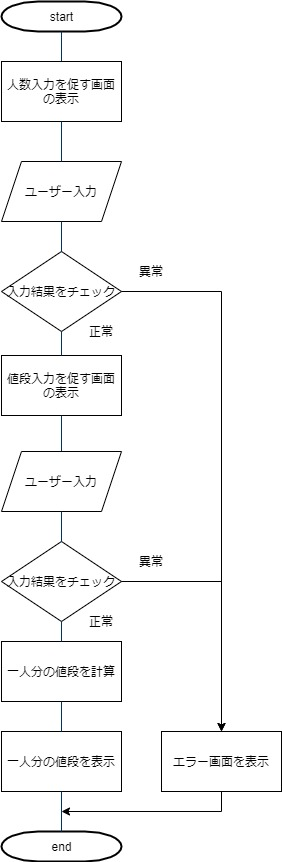 start
人数入力を促す画面
の表示
ユーザー入力
異常
入力結果をチェック
正常
値段入力を促す画面
の表示
ユーザー入力
異常
入力結果をチェック
正常
一人分の値段を計算
一人分の値段を表示
エラー画面を表示
end